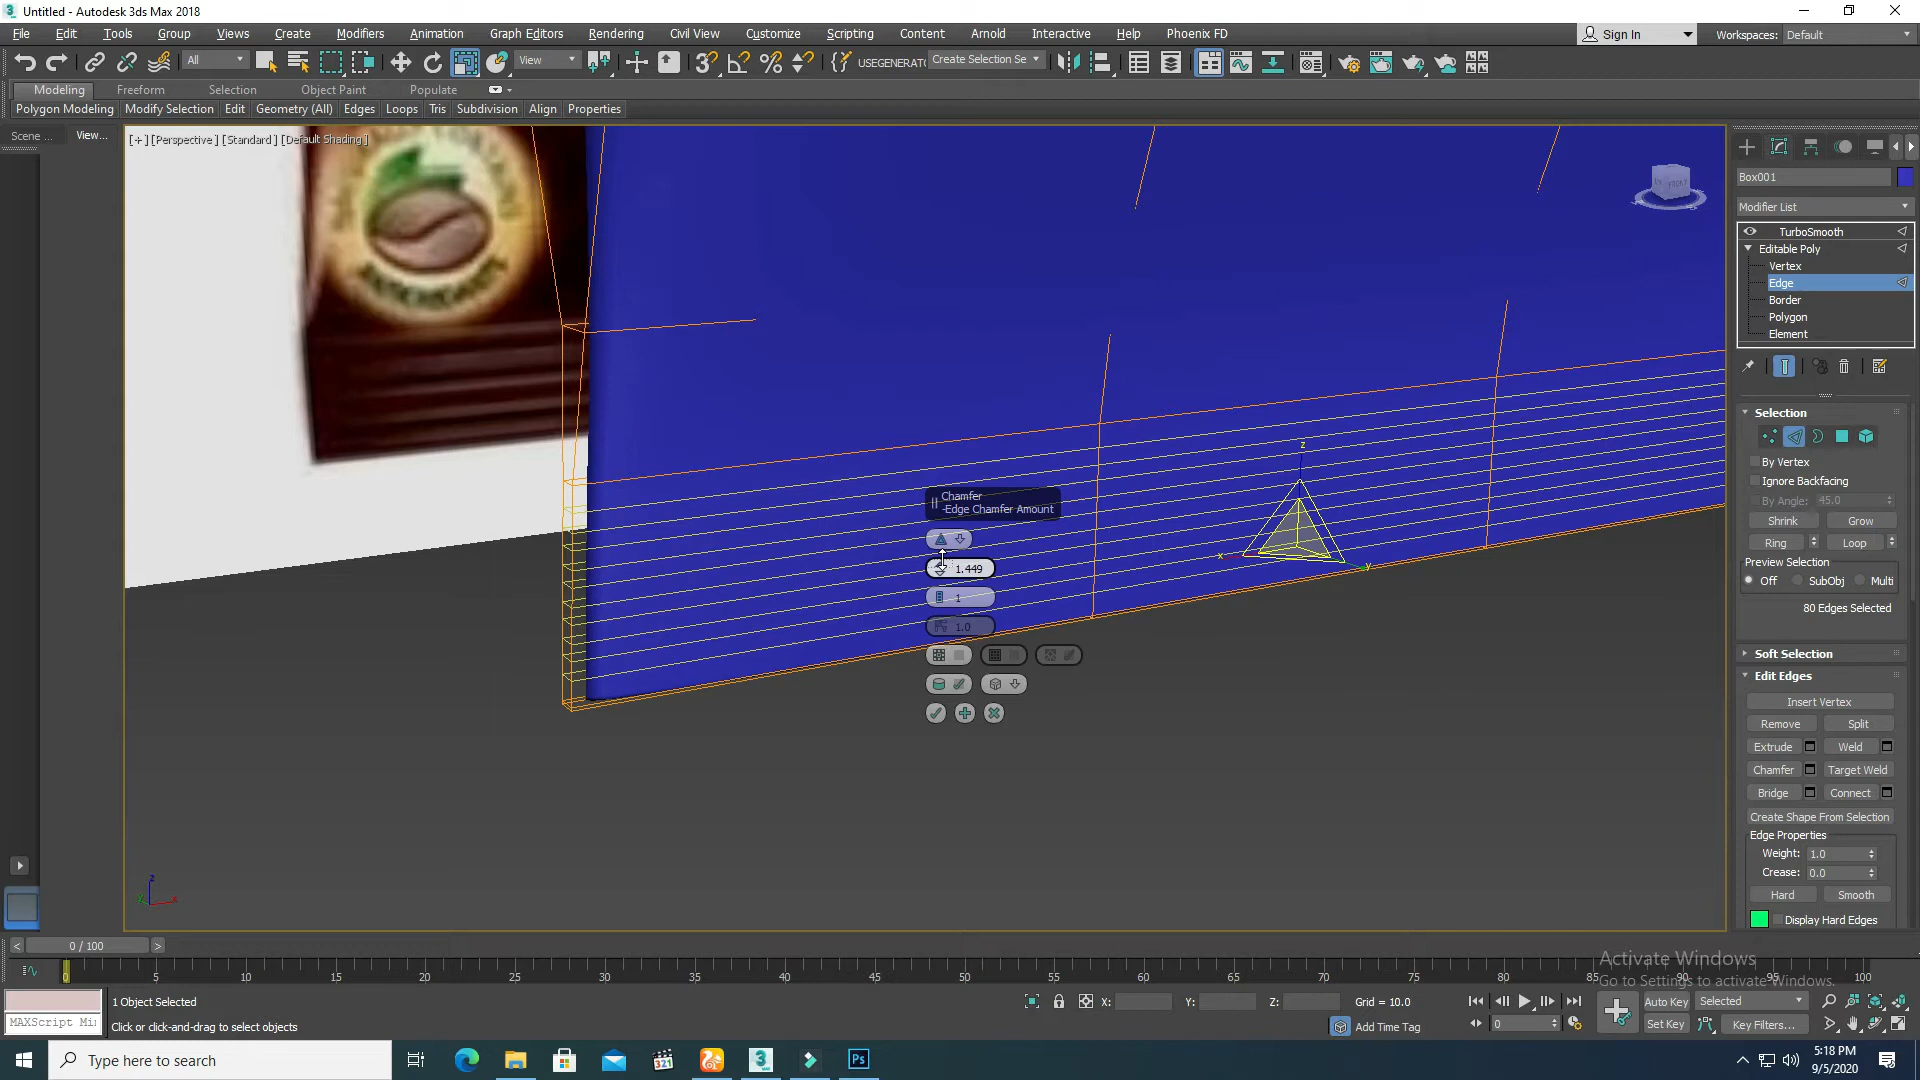 Untitled - Autodesk 3ds Max 2018
File Edit Tools Group Views Create Modifiers Animation Graph Editors Rendering Civil View Customize Scripting Content Arnold Interactive Help Phoenix FD
Sign In Workspaces: Default
All View USEGENERAT Create Selection Se
Modeling Freeform Selection Object Paint Populate
Polygon Modeling Modify Selection Edit Geometry (All) Edges Loops Tris Subdivision Align Properties
Scene ... View...
[+] [Perspective] [Standard] [Default Shading]
Box001
Modifier List
TurboSmooth
Editable Poly
Vertex
Edge
Border
Polygon
Element
Selection
By Vertex
Ignore Backfacing
By Angle: 45.0
Shrink Grow
Ring Loop
Preview Selection
Off SubObj Multi
80 Edges Selected
Soft Selection
Edit Edges
Insert Vertex
Remove Split
Extrude Weld
Chamfer Target Weld
Bridge Connect
Create Shape From Selection
Edge Properties
Weight: 1.0
Crease: 0.0
Hard Smooth
Display Hard Edges
Chamfer
-Edge Chamfer Amount
1.449
1
1.0
z
x
y
z
x
y
< 0 / 100 >
0 5 10 15 20 25 30 35 40 45 50 55 60 65 70 75 80 85 90 95 100
Activate Windows
Go to Settings to activate Windows.
1 Object Selected
X: Y: Z: Grid = 10.0
Auto Key Selected
MAXScript Mi
Click or click-and-drag to select objects
Add Time Tag
0
Set Key Key Filters...
Type here to search
321
3
Ps
5:18 PM
9/5/2020